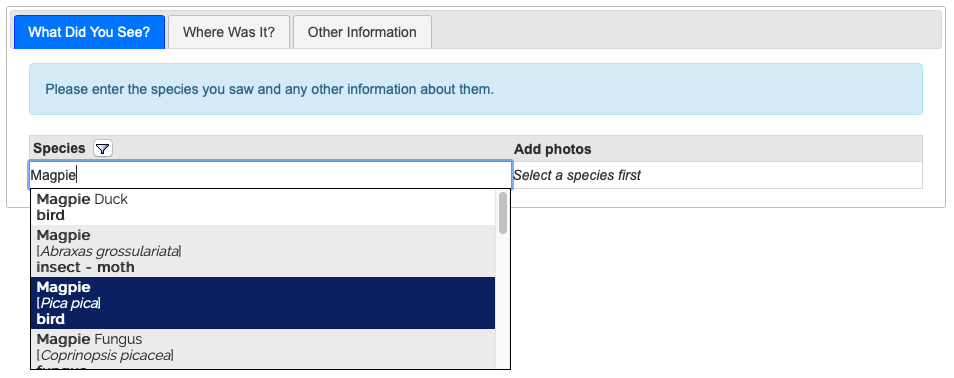 What Did You See? Where Was It? Other Information
Please enter the species you saw and any other information about them.
Species Add photos
Magpie Select a species first
Magpie Duck
bird
Magpie
[Abraxas grossulariata]
insect - moth
Magpie
[Pica pica]
bird
Magpie Fungus
[Coprinopsis picacea]
fungus